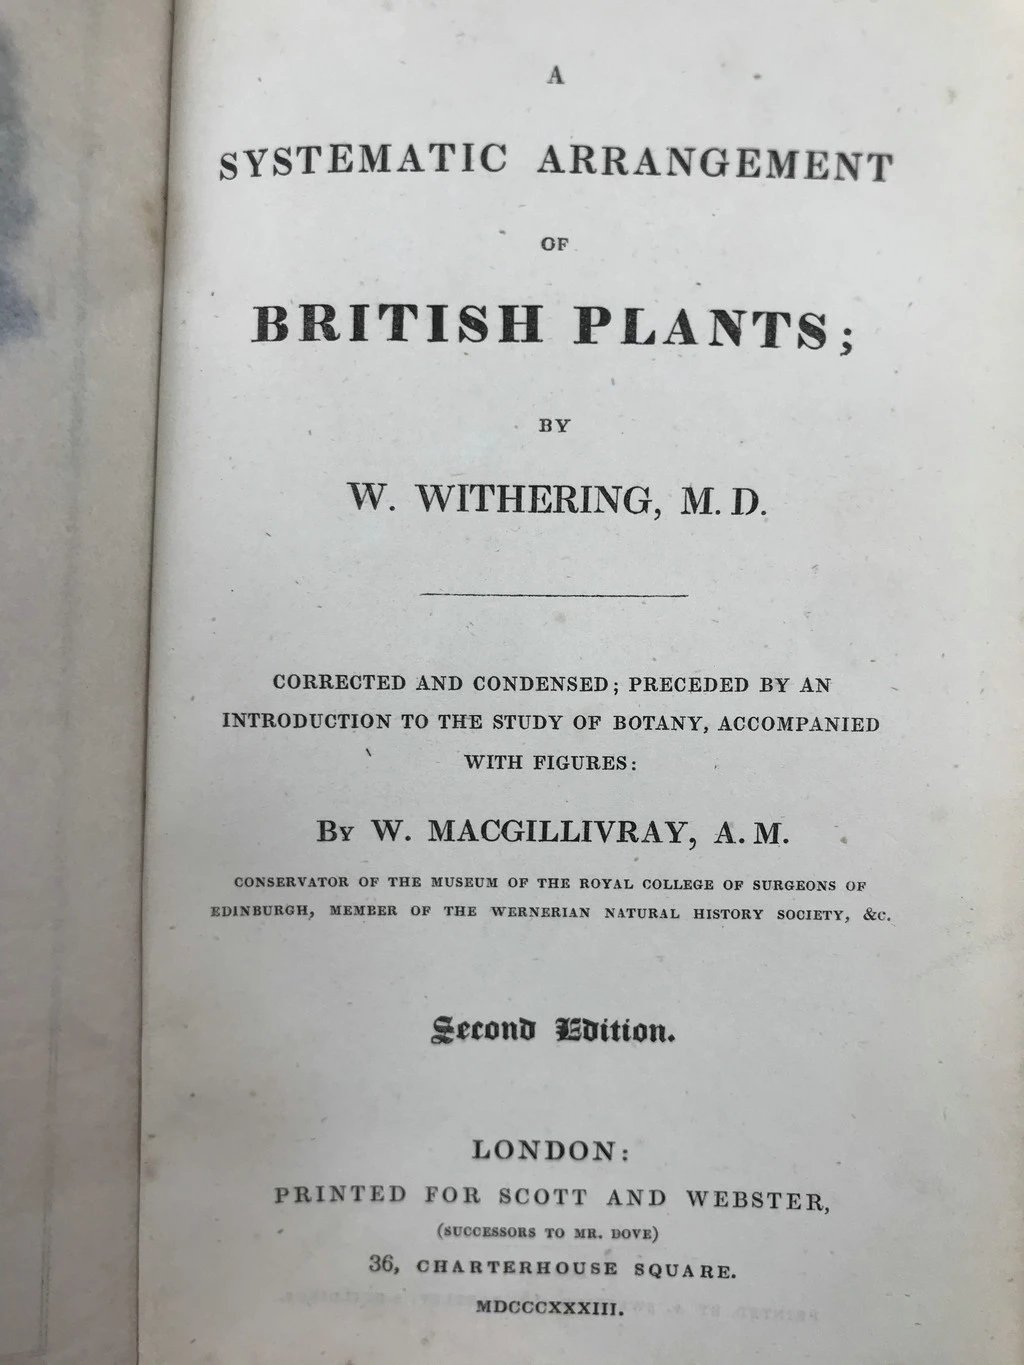 A
SYSTEMATIC ARRANGEMENT
OF
BRITISH PLANTS;
BY
W. WITHERING, M. D.
CORRECTED AND CONDENSED; PRECEDED BY AN
INTRODUCTION TO THE STUDY OF BOTANY, ACCOMPANIED
WITH FIGURES:
By W. MACGILLIVRAY, A. M.
CONSERVATOR OF THE MUSEUM OF THE ROYAL COLLEGE OF SURGEONS OF
EDINBURGH, MEMBER OF THE WERNERIAN NATURAL HISTORY SOCIETY, &c.
Second Edition.
LONDON:
PRINTED FOR SCOTT AND WEBSTER,
(SUCCESSORS TO MR. DOVE)
36, CHARTERHOUSE SQUARE.
MDCCCXXXIII.